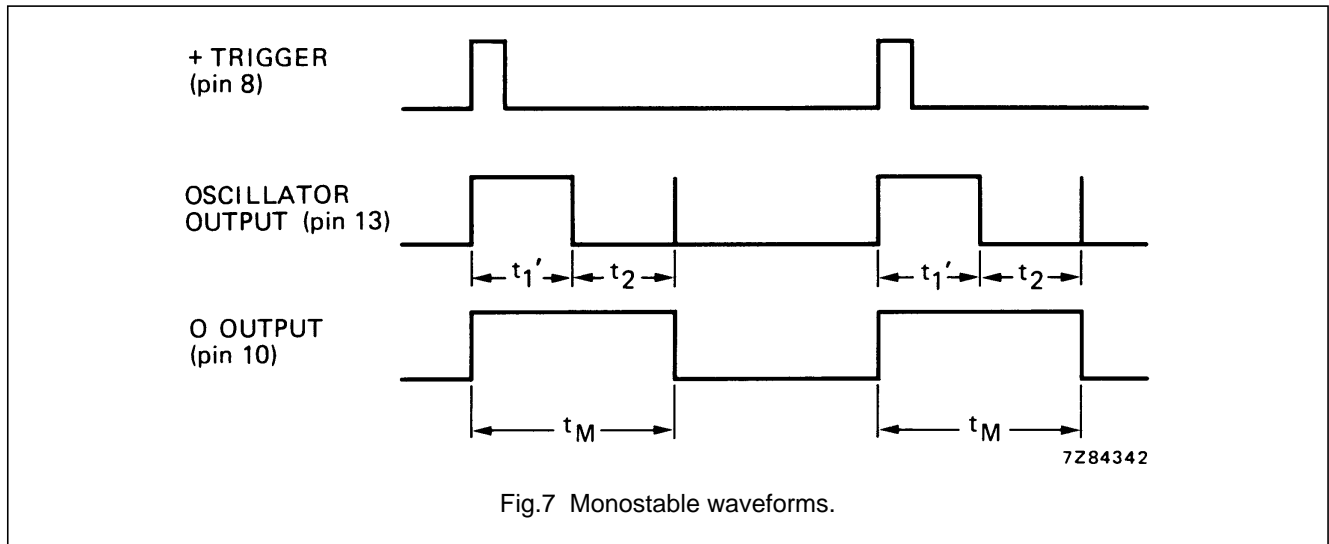 + TRIGGER
(pin 8)
OSCILLATOR
OUTPUT (pin 13)
t1' t2 t1' t2
O OUTPUT
(pin 10)
tM tM
7Z84342
Fig.7 Monostable waveforms.